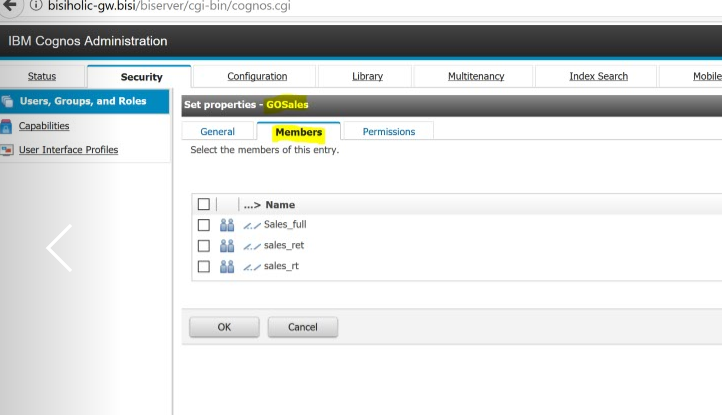 bisiholic-gw.bisi/biserver/cgi-bin/cognos.cgi
IBM Cognos Administration
Status Security Configuration Library Multitenancy Index Search Mobile
Users, Groups, and Roles
Capabilities
User Interface Profiles
Set properties - GOSales
General Members Permissions
Select the members of this entry.
...> Name
Sales_full
sales_ret
sales_rt
OK Cancel